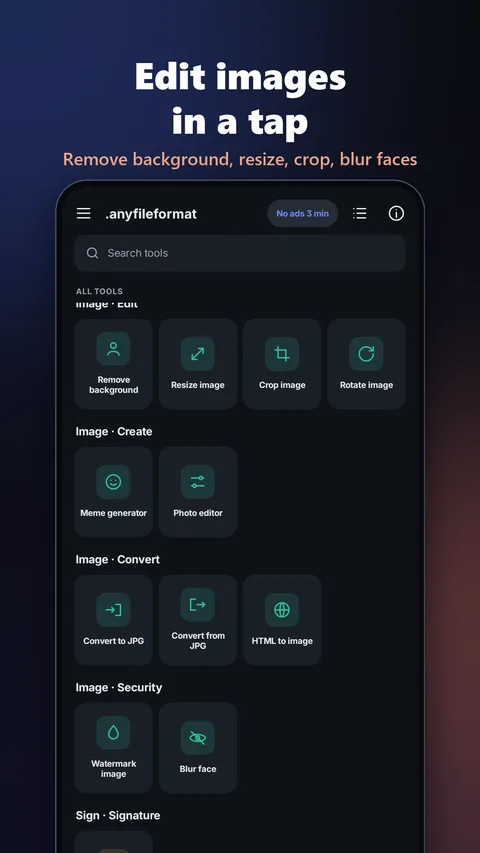 Edit images
in a tap
Remove background, resize, crop, blur faces
.anyfileformat
No ads 3 min
Search tools
ALL TOOLS
Image · Edit
Remove
background
Resize image
Crop image
Rotate image
Image · Create
Meme generator
Photo editor
Image · Convert
Convert to JPG
Convert from
JPG
HTML to image
Image · Security
Watermark
image
Blur face
Sign · Signature